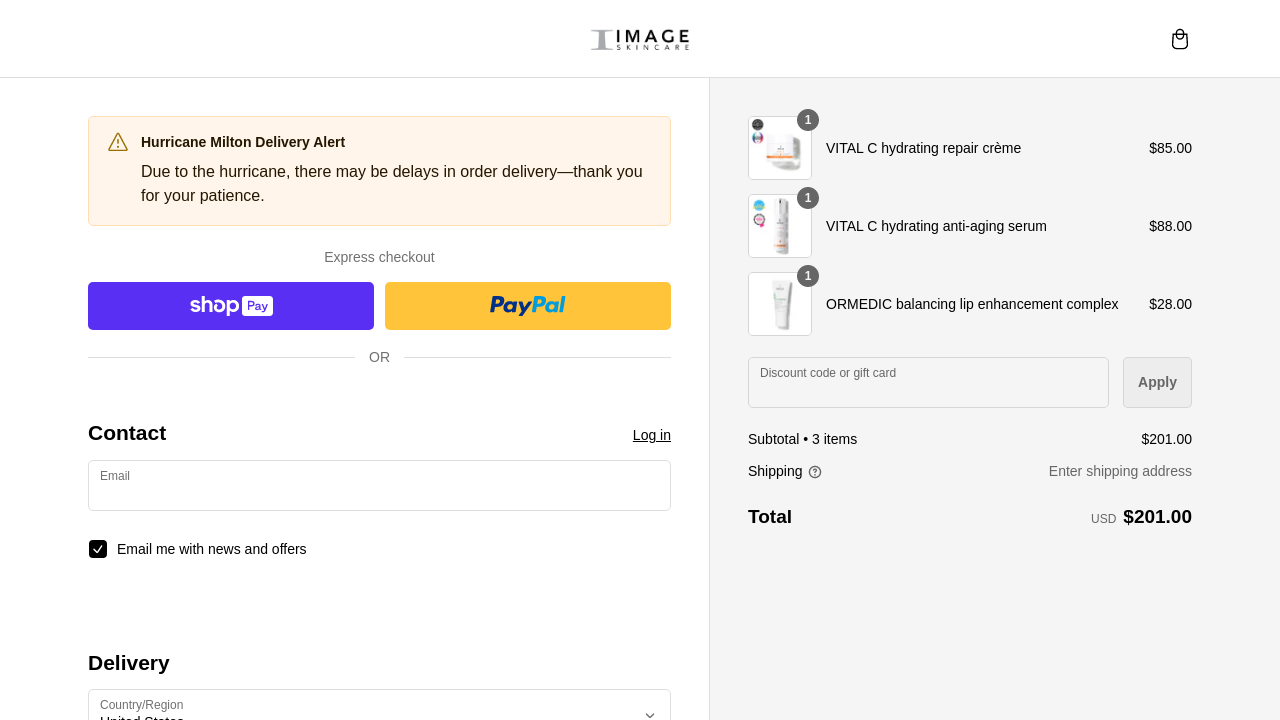 IMAGE
SKINCARE
Hurricane Milton Delivery Alert
Due to the hurricane, there may be delays in order delivery—thank you
for your patience.
Express checkout
shop Pay
PayPal
OR
Contact
Log in
Email
Email me with news and offers
Delivery
Country/Region
United States
1
VITAL C hydrating repair crème
$85.00
1
VITAL C hydrating anti-aging serum
$88.00
1
ORMEDIC balancing lip enhancement complex
$28.00
Discount code or gift card
Apply
Subtotal • 3 items
$201.00
Shipping
Enter shipping address
Total
USD $201.00